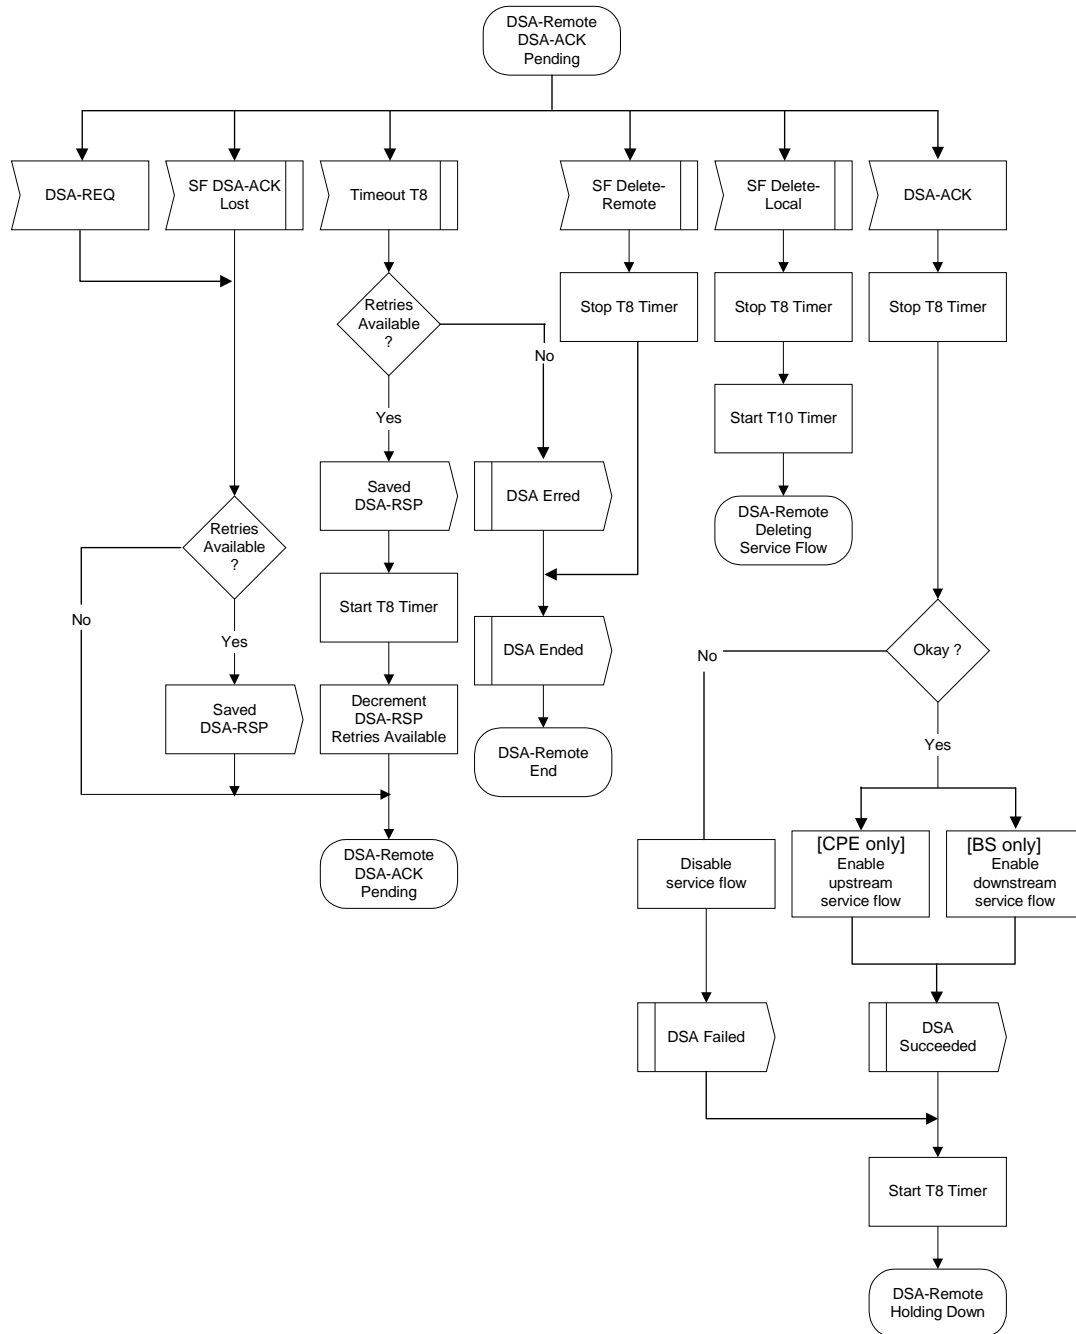 DSA-Remote
DSA-ACK
Pending
DSA-REQ
SF DSA-ACK
Lost
Timeout T8
SF Delete-
Remote
SF Delete-
Local
DSA-ACK
Retries
Available
?
Stop T8 Timer
Stop T8 Timer
Stop T8 Timer
No
Yes
Start T10 Timer
Saved
DSA-RSP
DSA Erred
DSA-Remote
Deleting
Service Flow
Retries
Available
?
No
Yes
Start T8 Timer
DSA Ended
Okay ?
No
Yes
Saved
DSA-RSP
Decrement
DSA-RSP
Retries Available
DSA-Remote
End
DSA-Remote
DSA-ACK
Pending
Disable
service flow
[CPE only]
Enable
upstream
service flow
[BS only]
Enable
downstream
service flow
DSA Failed
DSA
Succeeded
Start T8 Timer
DSA-Remote
Holding Down